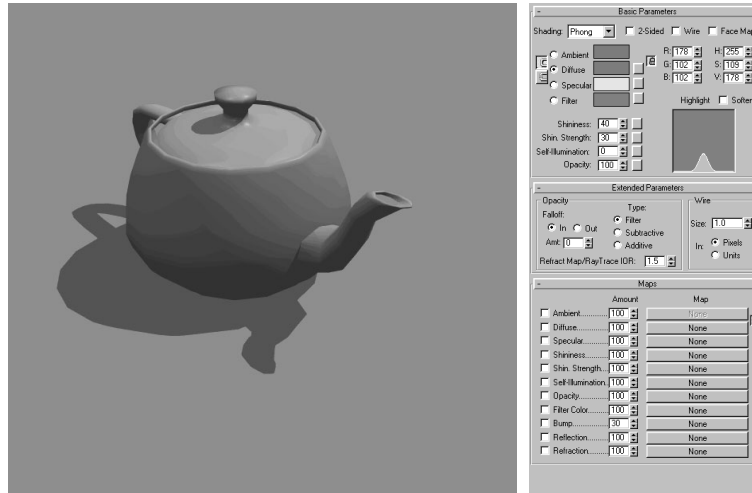 Basic Parameters
Shading: Phong 2-Sided Wire Face Map
Ambient R: 178 H: 255
Diffuse G: 102 S: 109
Specular B: 102 V: 178
Filter Highlight Soften
Shininess: 40
Shin. Strength: 30
Self-Illumination: 0
Opacity: 100
Extended Parameters
Opacity Type: Wire
Falloff: Filter Size: 1.0
In Out Subtractive In: Pixels
Amt: 0 Additive Units
Refract Map/RayTrace IOR: 1.5
Maps
Amount Map
Ambient 100 None
Diffuse 100 None
Specular 100 None
Shininess 100 None
Shin. Strength 100 None
Self-Illumination 100 None
Opacity 100 None
Filter Color 100 None
Bump 30 None
Reflection 100 None
Refraction 100 None